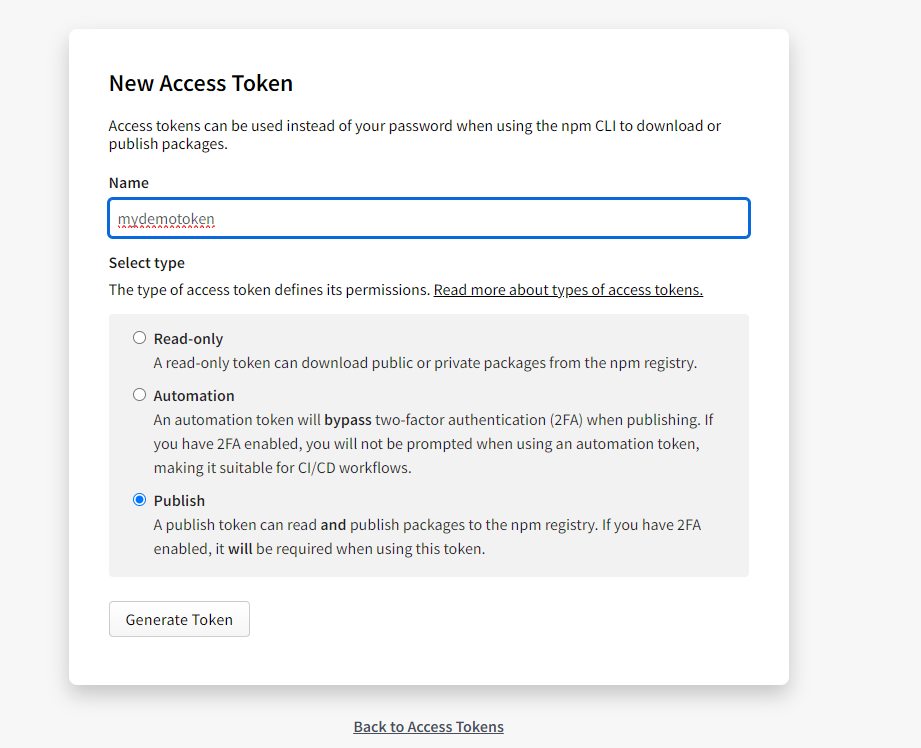 New Access Token
Access tokens can be used instead of your password when using the npm CLI to download or
publish packages.
Name
mydemotoken
Select type
The type of access token defines its permissions. Read more about types of access tokens.
Read-only
A read-only token can download public or private packages from the npm registry.
Automation
An automation token will bypass two-factor authentication (2FA) when publishing. If
you have 2FA enabled, you will not be prompted when using an automation token,
making it suitable for CI/CD workflows.
Publish
A publish token can read and publish packages to the npm registry. If you have 2FA
enabled, it will be required when using this token.
Generate Token
Back to Access Tokens